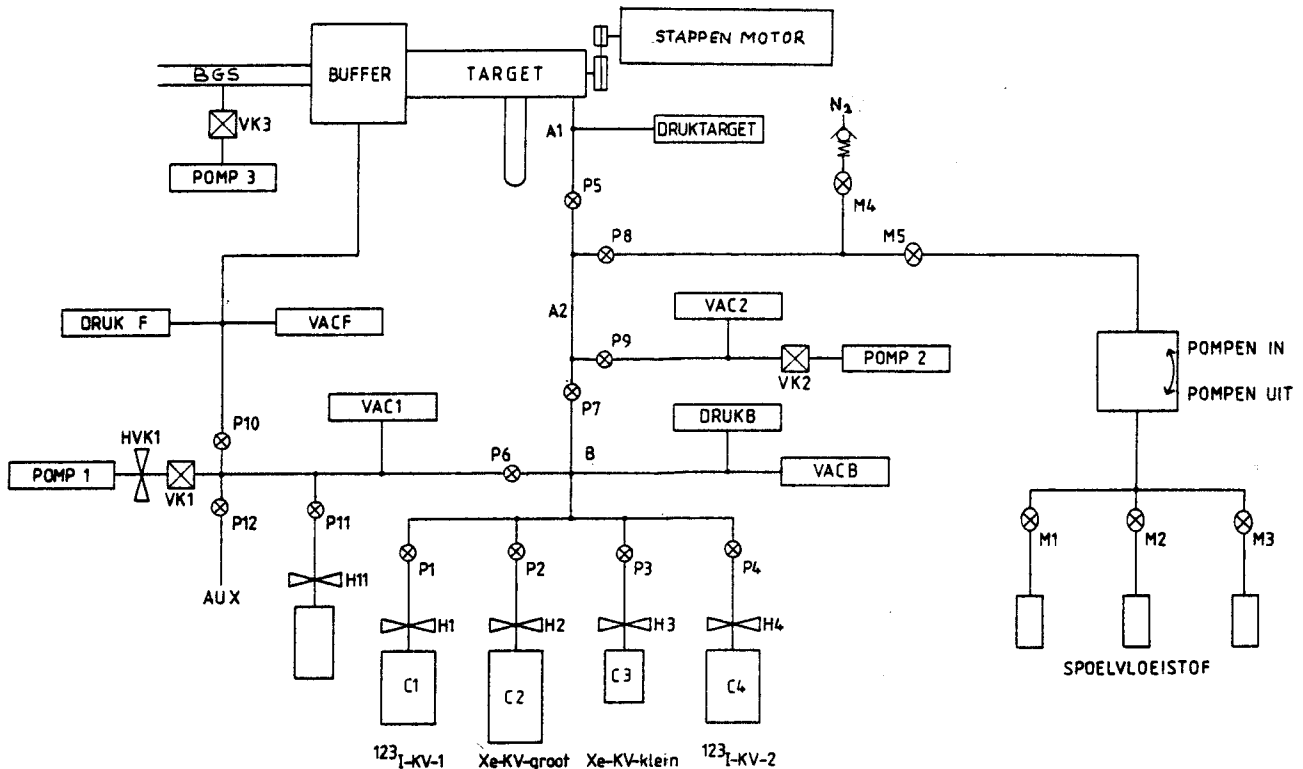 STAPPEN MOTOR
BGS
BUFFER
TARGET
N2
VK3
A1
DRUKTARGET
POMP 3
P5
M4
P8
M5
A2
VAC2
DRUK F
VACF
P9
POMP 2
POMPEN IN
VK2
POMPEN UIT
VAC1
P7
DRUKB
HVK1
P10
P6
B
POMP 1
VACB
VK1
P12
P11
M1
M2
M3
P1
P2
P3
P4
AUX
H11
H1
H2
H3
H4
C1
C2
C3
C4
SPOELVLOEISTOF
123I-KV-1
Xe-KV-groot
Xe-KV-klein
123I-KV-2